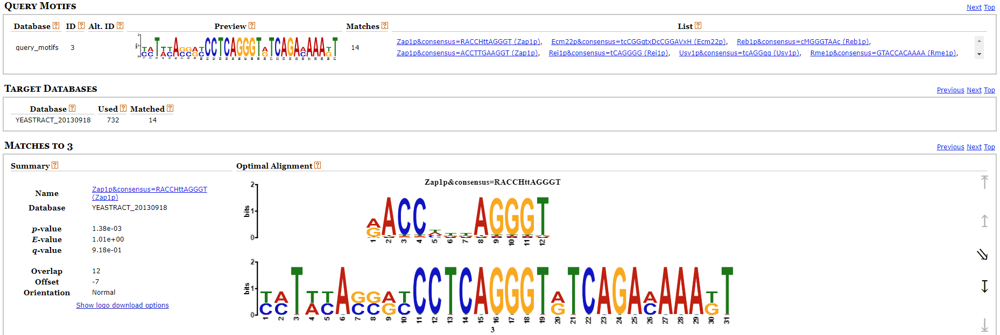 QUERY MOTIFS
Next Top
Database ? ID ? Alt. ID ? Preview ? Matches ? List ?
query_motifs 3 14 Zap1p&consensus=RACCHttAGGGT (Zap1p), Ecm22p&consensus=tcCGGqtxDcCGGAVxH (Ecm22p), Reb1p&consensus=cMGGGTAAc (Reb1p),
Zap1p&consensus=ACCTTGAAGGT (Zap1p), Rei1p&consensus=tCAGGGG (Rei1p), Usv1p&consensus=tcAGGgg (Usv1p), Rme1p&consensus=GTACCACAAAA (Rme1p),
TARGET DATABASES
Previous Next Top
Database ? Used ? Matched ?
YEASTRACT_20130918 732 14
MATCHES TO 3
Previous Next Top
Summary ? Optimal Alignment ?
Name Zap1p&consensus=RACCHttAGGGT
(Zap1p)
Database YEASTRACT_20130918
p-value 1.38e-03
E-value 1.01e+00
q-value 9.18e-01
Overlap 12
Offset -7
Orientation Normal
Show logo download options
Zap1p&consensus=RACCHttAGGGT
bits
2
1
0
1 2 3 4 5 6 7 8 9 10 11 12
bits
2
1
0
1 2 3 4 5 6 7 8 9 10 11 12 13 14 15 16 17 18 19 20 21 22 23 24 25 26 27 28 29 30 31
3